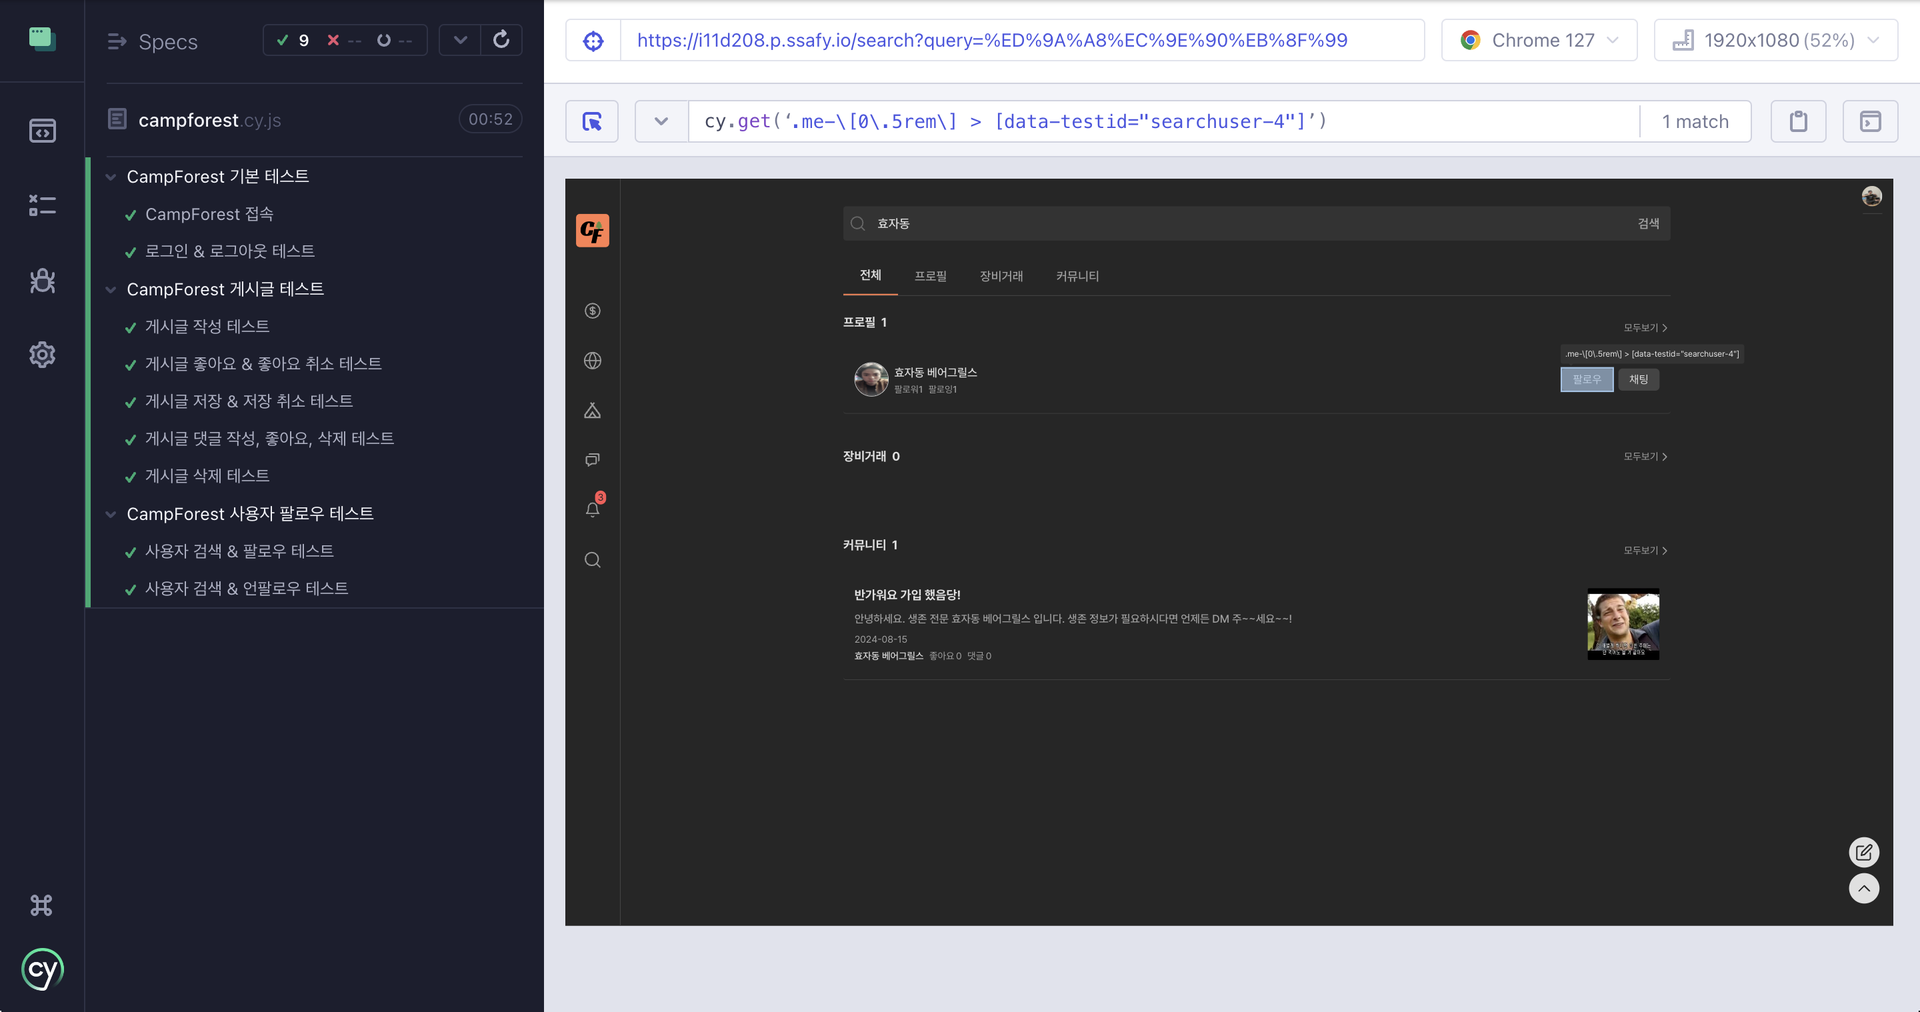 Specs
9
--
--
https://i11d208.p.ssafy.io/search?query=%ED%9A%A8%EC%9E%90%EB%8F%99
Chrome 127
1920x1080 (52%)
campforest.cy.js
00:52
cy.get(‘.me-\[0\.5rem\] > [data-testid="searchuser-4"]’)
1 match
CampForest 기본 테스트
CampForest 접속
로그인 & 로그아웃 테스트
CampForest 게시글 테스트
게시글 작성 테스트
게시글 좋아요 & 좋아요 취소 테스트
게시글 저장 & 저장 취소 테스트
게시글 댓글 작성, 좋아요, 삭제 테스트
게시글 삭제 테스트
CampForest 사용자 팔로우 테스트
사용자 검색 & 팔로우 테스트
사용자 검색 & 언팔로우 테스트
cy
CF
3
효자동
검색
전체
프로필
장비거래
커뮤니티
프로필 1
모두보기
.me-\[0\.5rem\] > [data-testid="searchuser-4"]
효자동 베어그릴스
팔로워1 팔로잉1
팔로우
채팅
장비거래 0
모두보기
커뮤니티 1
모두보기
반가워요 가입 했음당!
안녕하세요. 생존 전문 효자동 베어그릴스 입니다. 생존 정보가 필요하시다면 언제든 DM 주~~세요~~!
2024-08-15
효자동 베어그릴스 좋아요 0 댓글 0